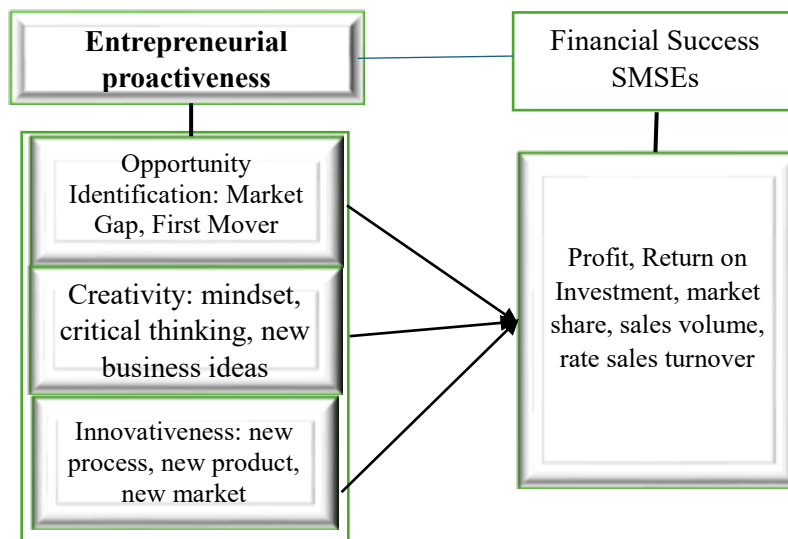 Entrepreneurial
proactiveness
Financial Success
SMSEs
Opportunity
Identification: Market
Gap, First Mover
Creativity: mindset,
critical thinking, new
business ideas
Innovativeness: new
process, new product,
new market
Profit, Return on
Investment, market
share, sales volume,
rate sales turnover